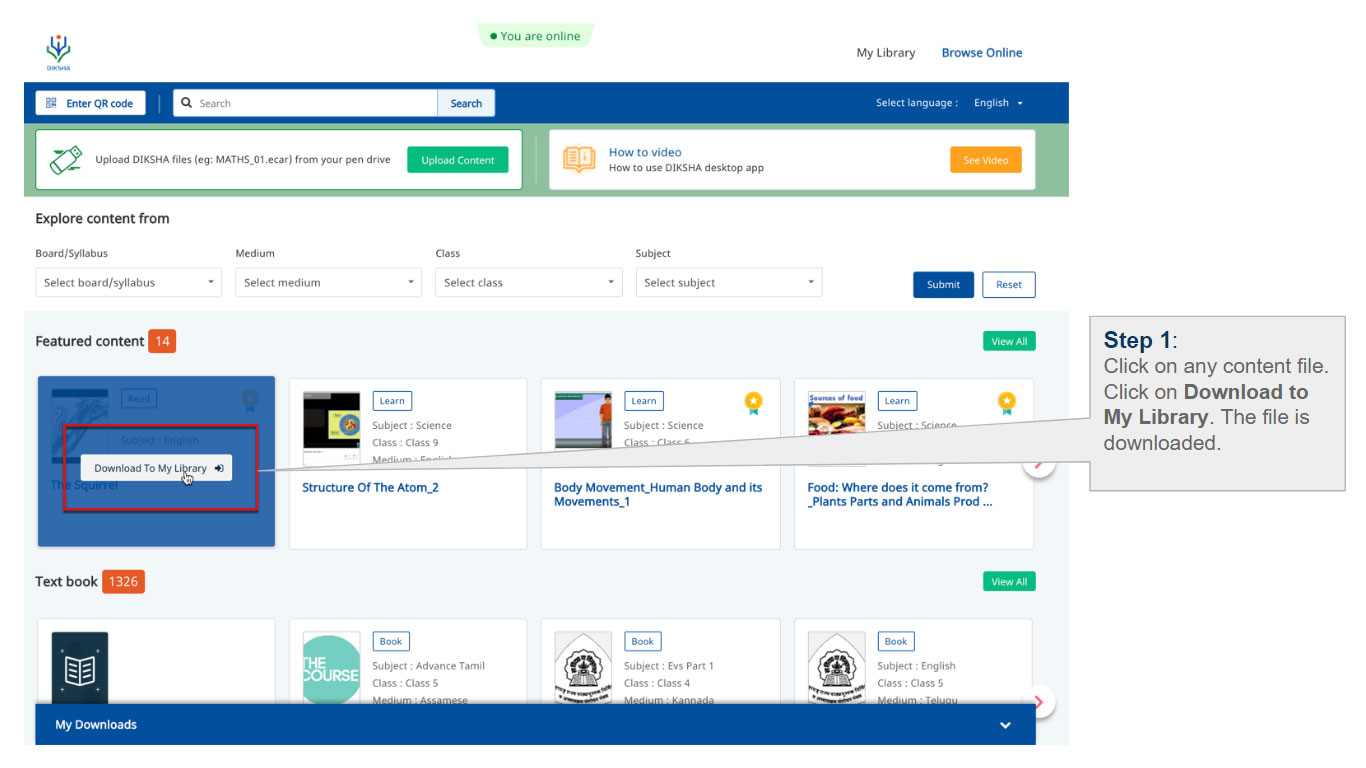 You are online
DIKSHA
My Library Browse Online
Enter QR code Search Search Select language : English
Upload DIKSHA files (eg: MATHS_01.ecar) from your pen drive Upload Content
How to video
How to use DIKSHA desktop app
See Video
Explore content from
Board/Syllabus Medium Class Subject
Select board/syllabus Select medium Select class Select subject Submit Reset
Featured content 14 View All
Read
Subject : English
Download To My Library
The Squirrel
Learn
Subject : Science
Class : Class 9
Medium : English
Structure Of The Atom_2
Learn
Subject : Science
Class : Class 6
Body Movement_Human Body and its
Movements_1
Sources of food
Learn
Subject : Science
Food: Where does it come from?
_Plants Parts and Animals Prod ...
Step 1:
Click on any content file.
Click on Download to
My Library. The file is
downloaded.
Text book 1326 View All
THE
COURSE
Book
Subject : Advance Tamil
Class : Class 5
Medium : Assamese
Book
Subject : Evs Part 1
Class : Class 4
Medium : Kannada
Book
Subject : English
Class : Class 5
Medium : Telugu
My Downloads